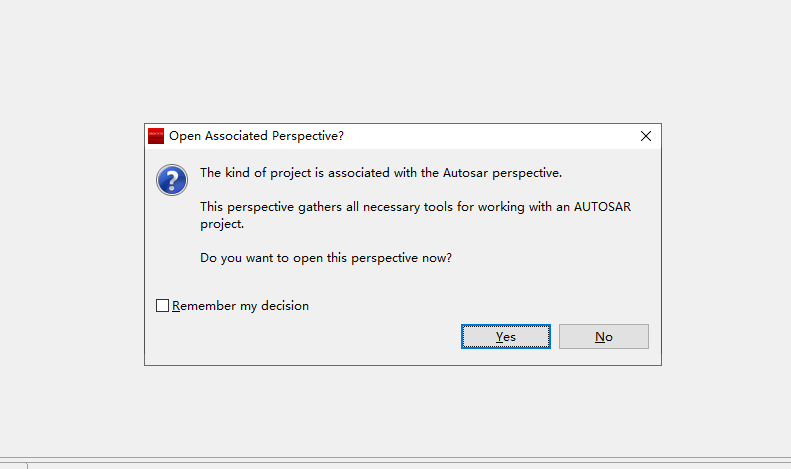 Open Associated Perspective?
The kind of project is associated with the Autosar perspective.
This perspective gathers all necessary tools for working with an AUTOSAR
project.
Do you want to open this perspective now?
Remember my decision
Yes No